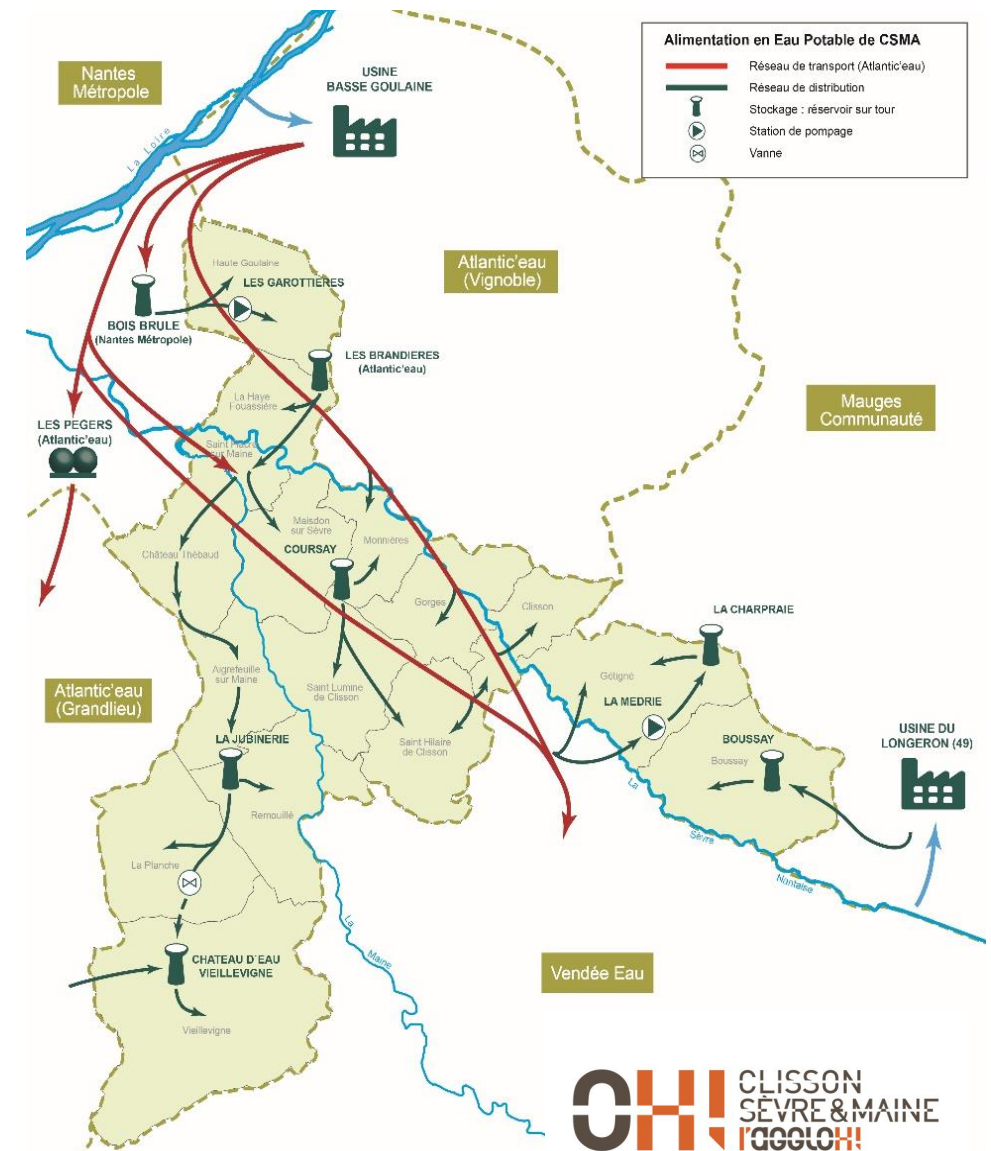 Alimentation en Eau Potable de CSMA
Réseau de transport (Atlantic'eau)
Réseau de distribution
Stockage : réservoir sur tour
Station de pompage
Vanne
Nantes
Métropole
USINE
BASSE GOULAINE
La Loire
Haute Goulaine
LES GAROTTIERES
Atlantic'eau
(Vignoble)
BOIS BRULE
(Nantes Métropole)
LES BRANDIERES
(Atlantic'eau)
La Haye
Fouassière
Mauges
Communauté
LES PEGERS
(Atlantic'eau)
Saint Fiacre
sur Maine
Maisdon
sur Sèvre
Monnières
Château Thébaud
COURSAY
Gorges
Clisson
LA CHARPRAIE
Aigrefeuille
sur Maine
Saint Lumine
de Clisson
Gétigné
Atlantic'eau
(Grandlieu)
LA MEDRIE
USINE DU
LONGERON (49)
LA JUBINERIE
Saint Hilaire
de Clisson
BOUSSAY
Boussay
Remouillé
La
Sèvre
Nantaise
La Planche
La
Maine
CHATEAU D'EAU
VIEILLEVIGNE
Vendée Eau
Vieillevigne
OH!
CLISSON
SÈVRE & MAINE
l'aggloH!